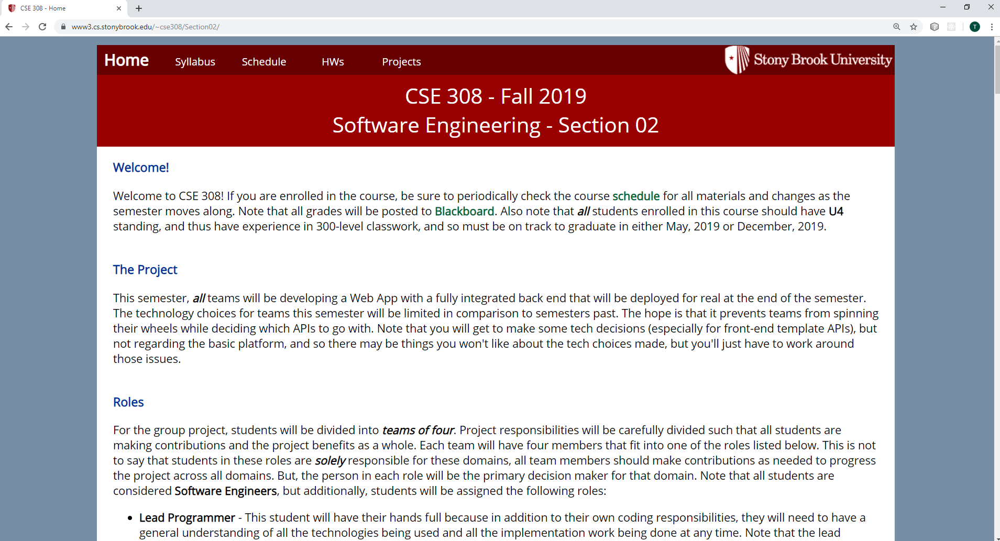 CSE 308 - Home
www3.cs.stonybrook.edu/~cse308/Section02/
T
Home Syllabus Schedule HWs Projects Stony Brook University
CSE 308 - Fall 2019
Software Engineering - Section 02
Welcome!
Welcome to CSE 308! If you are enrolled in the course, be sure to periodically check the course schedule for all materials and changes as the
semester moves along. Note that all grades will be posted to Blackboard. Also note that all students enrolled in this course should have U4
standing, and thus have experience in 300-level classwork, and so must be on track to graduate in either May, 2019 or December, 2019.
The Project
This semester, all teams will be developing a Web App with a fully integrated back end that will be deployed for real at the end of the semester.
The technology choices for teams this semester will be limited in comparison to semesters past. The hope is that it prevents teams from spinning
their wheels while deciding which APIs to go with. Note that you will get to make some tech decisions (especially for front-end template APIs), but
not regarding the basic platform, and so there may be things you won't like about the tech choices made, but you'll just have to work around
those issues.
Roles
For the group project, students will be divided into teams of four. Project responsibilities will be carefully divided such that all students are
making contributions and the project benefits as a whole. Each team will have four members that fit into one of the roles listed below. This is not
to say that students in these roles are solely responsible for these domains, all team members should make contributions as needed to progress
the project across all domains. But, the person in each role will be the primary decision maker for that domain. Note that all students are
considered Software Engineers, but additionally, students will be assigned the following roles:
• Lead Programmer - This student will have their hands full because in addition to their own coding responsibilities, they will need to have a
general understanding of all the technologies being used and all the implementation work being done at any time. Note that the lead